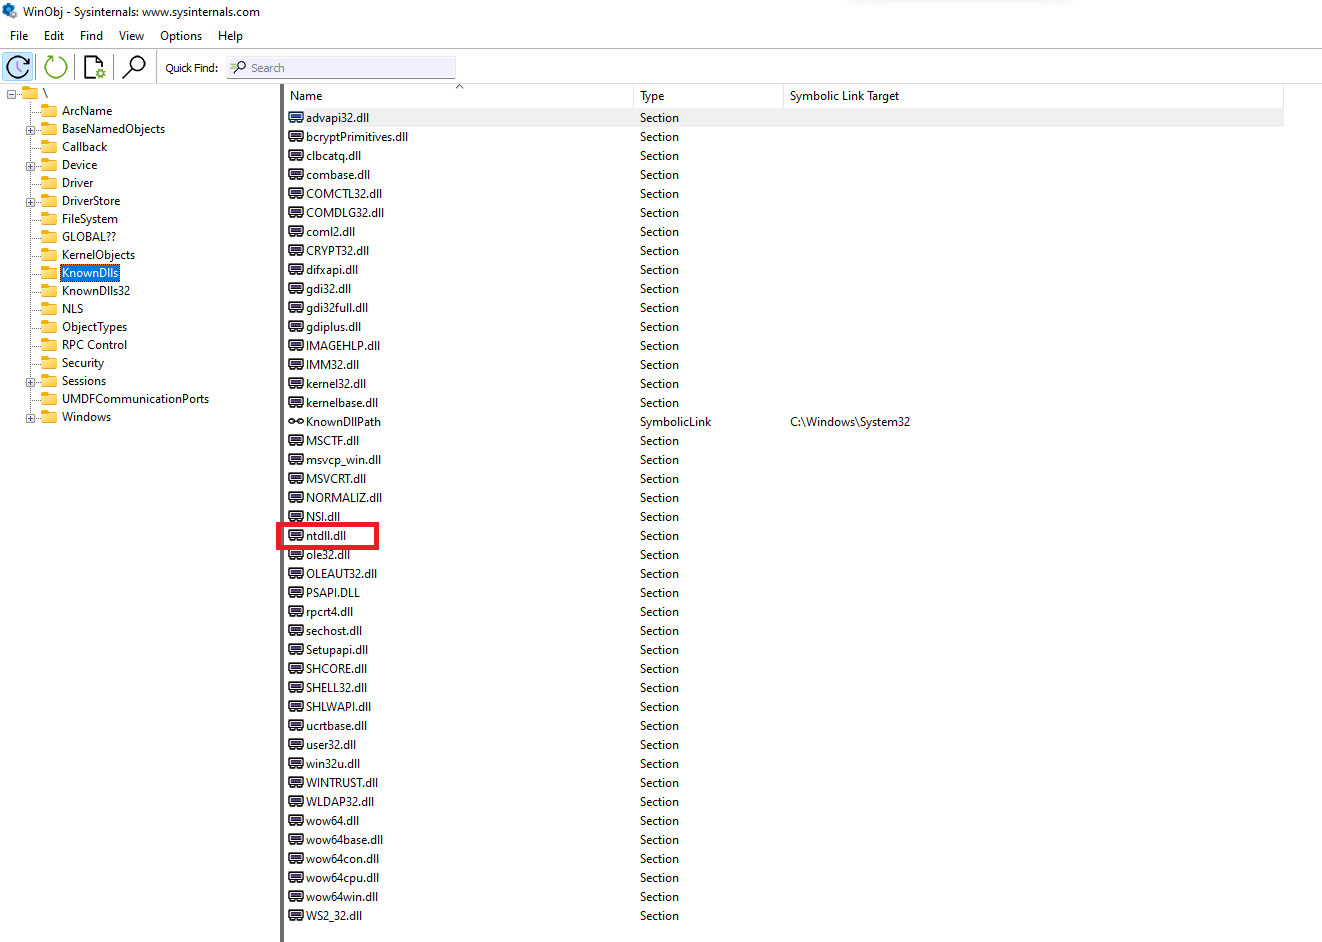 WinObj - Sysinternals: www.sysinternals.com
File Edit Find View Options Help
Quick Find: Search
\
ArcName
BaseNamedObjects
Callback
Device
Driver
DriverStore
FileSystem
GLOBAL??
KernelObjects
KnownDlls
KnownDlls32
NLS
ObjectTypes
RPC Control
Security
Sessions
UMDFCommunicationPorts
Windows
Name Type Symbolic Link Target
advapi32.dll Section
bcryptPrimitives.dll Section
clbcatq.dll Section
combase.dll Section
COMCTL32.dll Section
COMDLG32.dll Section
coml2.dll Section
CRYPT32.dll Section
difxapi.dll Section
gdi32.dll Section
gdi32full.dll Section
gdiplus.dll Section
IMAGEHLP.dll Section
IMM32.dll Section
kernel32.dll Section
kernelbase.dll Section
KnownDllPath SymbolicLink C:\Windows\System32
MSCTF.dll Section
msvcp_win.dll Section
MSVCRT.dll Section
NORMALIZ.dll Section
NSI.dll Section
ntdll.dll Section
ole32.dll Section
OLEAUT32.dll Section
PSAPI.DLL Section
rpcrt4.dll Section
sechost.dll Section
Setupapi.dll Section
SHCORE.dll Section
SHELL32.dll Section
SHLWAPI.dll Section
ucrtbase.dll Section
user32.dll Section
win32u.dll Section
WINTRUST.dll Section
WLDAP32.dll Section
wow64.dll Section
wow64base.dll Section
wow64con.dll Section
wow64cpu.dll Section
wow64win.dll Section
WS2_32.dll Section